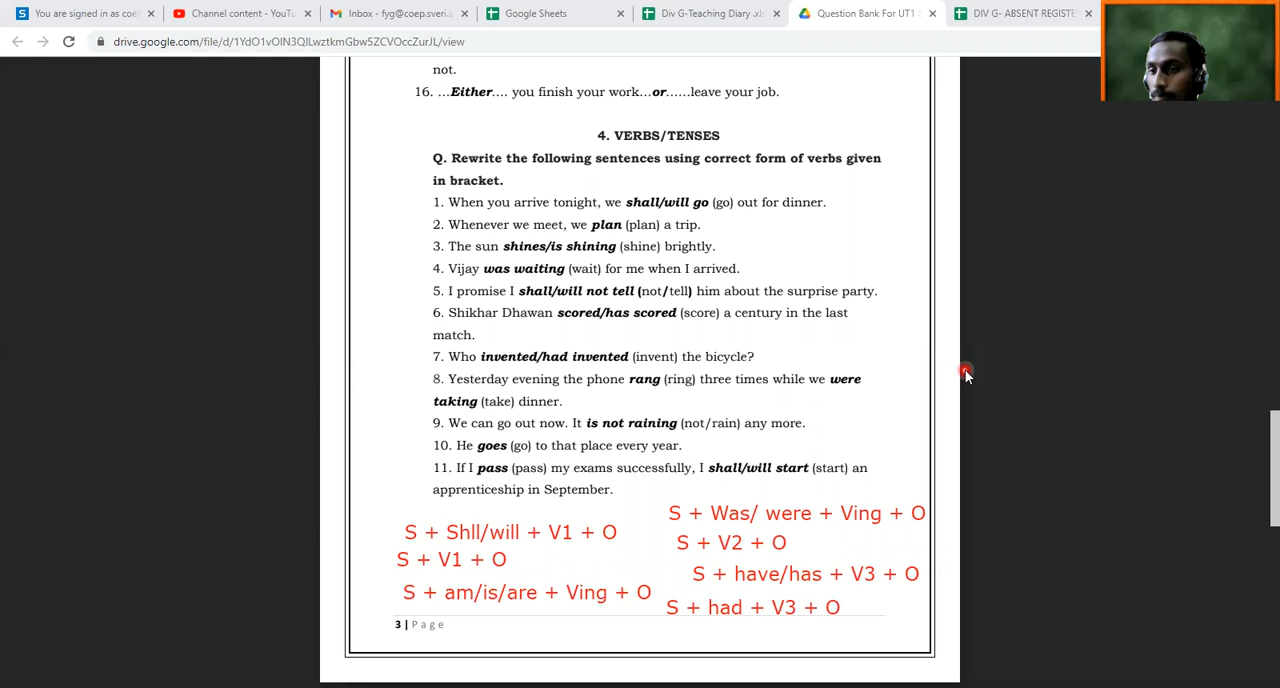 You are signed in as coe
Channel content - YouTu
Inbox - fyg@coep.sveri.a
Google Sheets
Div G-Teaching Diary .xls
Question Bank For UT1
DIV G- ABSENT REGISTE
drive.google.com/file/d/1YdO1vOIN3QILwztkmGbw5ZCVOccZurJL/view
not.
16. ...Either.... you finish your work...or......leave your job.
4. VERBS/TENSES
Q. Rewrite the following sentences using correct form of verbs given
in bracket.
1. When you arrive tonight, we shall/will go (go) out for dinner.
2. Whenever we meet, we plan (plan) a trip.
3. The sun shines/is shining (shine) brightly.
4. Vijay was waiting (wait) for me when I arrived.
5. I promise I shall/will not tell (not/tell) him about the surprise party.
6. Shikhar Dhawan scored/has scored (score) a century in the last
match.
7. Who invented/had invented (invent) the bicycle?
8. Yesterday evening the phone rang (ring) three times while we were
taking (take) dinner.
9. We can go out now. It is not raining (not/rain) any more.
10. He goes (go) to that place every year.
11. If I pass (pass) my exams successfully, I shall/will start (start) an
apprenticeship in September.
S + Shll/will + V1 + O
S + V1 + O
S + am/is/are + Ving + O
S + Was/ were + Ving + O
S + V2 + O
S + have/has + V3 + O
S + had + V3 + O
3 | Page